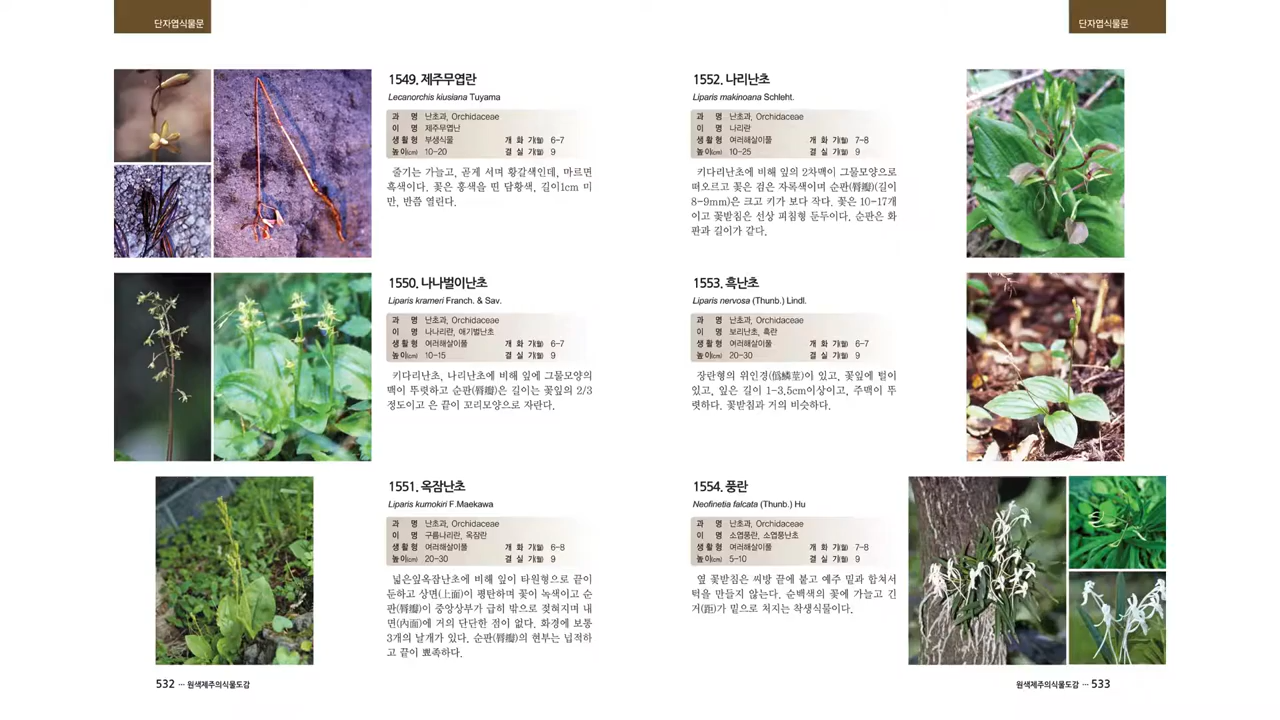 단자엽식물문
단자엽식물문
1549. 제주무엽란
Lecanorchis kiusiana Tuyama
과 명 난초과, Orchidaceae
이 명 제주무엽난
생 활 형 부생식물 개 화 기(월) 6-7
높 이(cm) 10-20 결 실 기(월) 9
줄기는 가늘고, 곧게 서며 황갈색인데, 마르면
흑색이다. 꽃은 홍색을 띤 담황색, 길이1cm 미
만, 반쯤 열린다.
1550. 나나벌이난초
Liparis krameri Franch. & Sav.
과 명 난초과, Orchidaceae
이 명 나나리란, 애기벌난초
생 활 형 여러해살이풀 개 화 기(월) 6-7
높 이(cm) 10-15 결 실 기(월) 9
키다리난초, 나리난초에 비해 잎에 그물모양의
맥이 뚜렷하고 순판(脣瓣)은 길이는 꽃잎의 2/3
정도이고 은 끝이 꼬리모양으로 자란다.
1551. 옥잠난초
Liparis kumokiri F.Maekawa
과 명 난초과, Orchidaceae
이 명 구름나리란, 옥잠란
생 활 형 여러해살이풀 개 화 기(월) 6-8
높 이(cm) 20-30 결 실 기(월) 9
넓은잎옥잠난초에 비해 잎이 타원형으로 끝이
둔하고 상면(上面)이 평탄하며 꽃이 녹색이고 순
판(脣瓣)이 중앙상부가 급히 밖으로 젖혀지며 내
면(內面)에 거의 단단한 점이 없다. 화경에 보통
3개의 날개가 있다. 순판(脣瓣)의 현부는 넓적하
고 끝이 뾰족하다.
532 ··· 원색제주의식물도감
1552. 나리난초
Liparis makinoana Schleht.
과 명 난초과, Orchidaceae
이 명 나리란
생 활 형 여러해살이풀 개 화 기(월) 7-8
높 이(cm) 10-25 결 실 기(월) 9
키다리난초에 비해 잎의 2차맥이 그물모양으로
떠오르고 꽃은 검은 자록색이며 순판(脣瓣)(길이
8-9mm)은 크고 키가 보다 작다. 꽃은 10-17개
이고 꽃받침은 선상 피침형 둔두이다. 순판은 화
판과 길이가 같다.
1553. 흑난초
Liparis nervosa (Thunb.) Lindl.
과 명 난초과, Orchidaceae
이 명 보리난초, 흑란
생 활 형 여러해살이풀 개 화 기(월) 6-7
높 이(cm) 20-30 결 실 기(월) 9
장란형의 위인경(僞鱗莖)이 있고, 꽃잎에 털이
있고, 잎은 길이 1-3.5cm이상이고, 주맥이 뚜
렷하다. 꽃받침과 거의 비슷하다.
1554. 풍란
Neofinetia falcata (Thunb.) Hu
과 명 난초과, Orchidaceae
이 명 소엽풍란, 소엽풍난초
생 활 형 여러해살이풀 개 화 기(월) 7-8
높 이(cm) 5-10 결 실 기(월) 9
옆 꽃받침은 씨방 끝에 붙고 예주 밑과 합쳐서
턱을 만들지 않는다. 순백색의 꽃에 가늘고 긴
거(距)가 밑으로 처지는 착생식물이다.
원색제주의식물도감 ··· 533